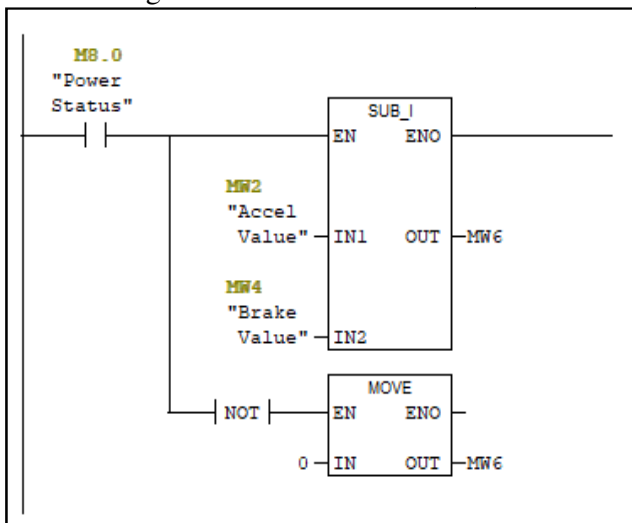 M8.0
"Power
Status"
SUB_I
EN ENO
MW2
"Accel
Value" IN1 OUT MW6
MW4
"Brake
Value" IN2
MOVE
NOT EN ENO
0 IN OUT MW6